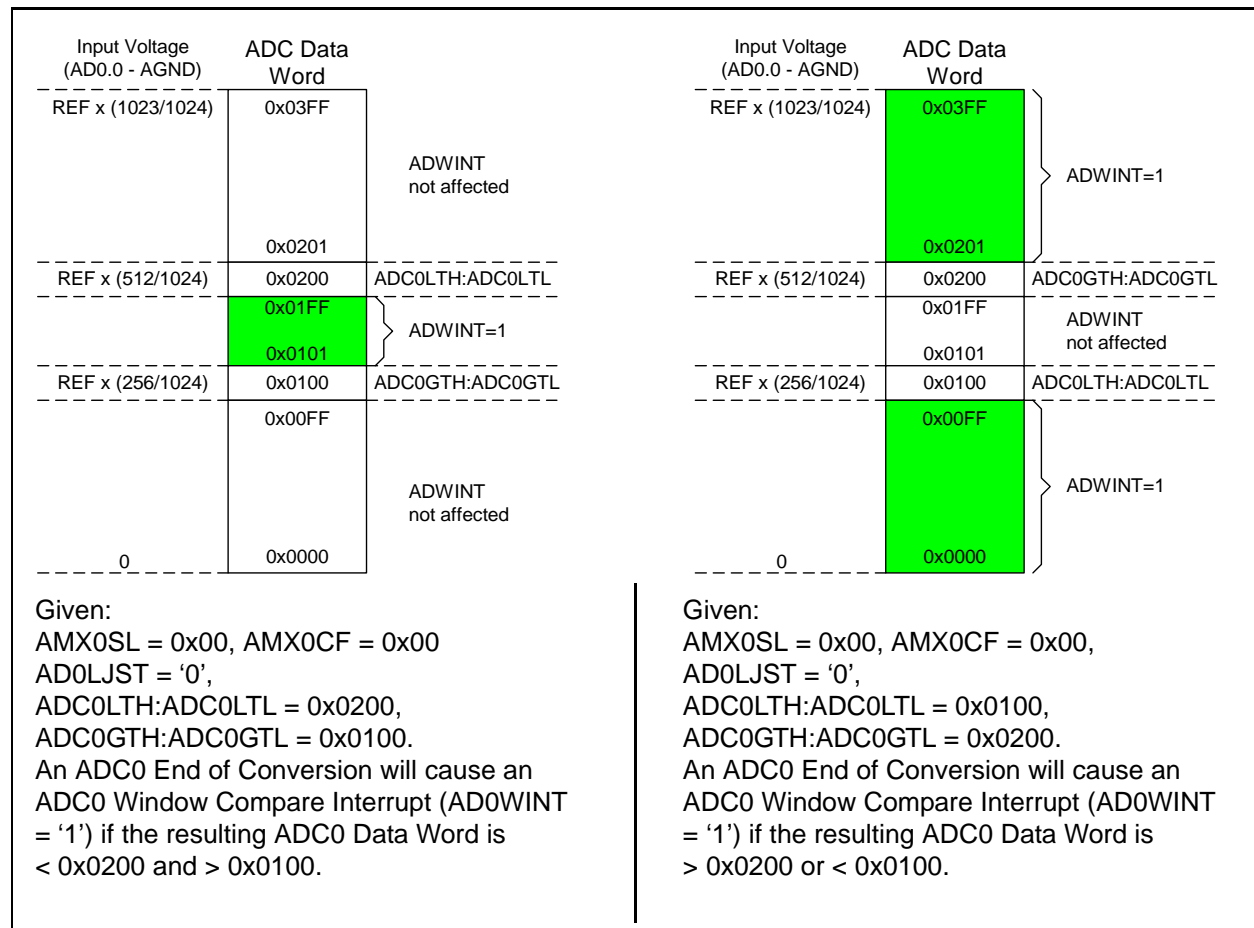 Input Voltage
(AD0.0 - AGND)
ADC Data
Word
REF x (1023/1024)
0x03FF
ADWINT
not affected
0x0201
REF x (512/1024)
0x0200
ADC0LTH:ADC0LTL
0x01FF
ADWINT=1
0x0101
REF x (256/1024)
0x0100
ADC0GTH:ADC0GTL
0x00FF
ADWINT
not affected
0
0x0000
Given:
AMX0SL = 0x00, AMX0CF = 0x00
AD0LJST = ‘0’,
ADC0LTH:ADC0LTL = 0x0200,
ADC0GTH:ADC0GTL = 0x0100.
An ADC0 End of Conversion will cause an
ADC0 Window Compare Interrupt (AD0WINT
= ‘1’) if the resulting ADC0 Data Word is
< 0x0200 and > 0x0100.
Input Voltage
(AD0.0 - AGND)
ADC Data
Word
REF x (1023/1024)
0x03FF
ADWINT=1
0x0201
REF x (512/1024)
0x0200
ADC0GTH:ADC0GTL
0x01FF
ADWINT
not affected
0x0101
REF x (256/1024)
0x0100
ADC0LTH:ADC0LTL
0x00FF
ADWINT=1
0
0x0000
Given:
AMX0SL = 0x00, AMX0CF = 0x00,
AD0LJST = ‘0’,
ADC0LTH:ADC0LTL = 0x0100,
ADC0GTH:ADC0GTL = 0x0200.
An ADC0 End of Conversion will cause an
ADC0 Window Compare Interrupt (AD0WINT
= ‘1’) if the resulting ADC0 Data Word is
> 0x0200 or < 0x0100.